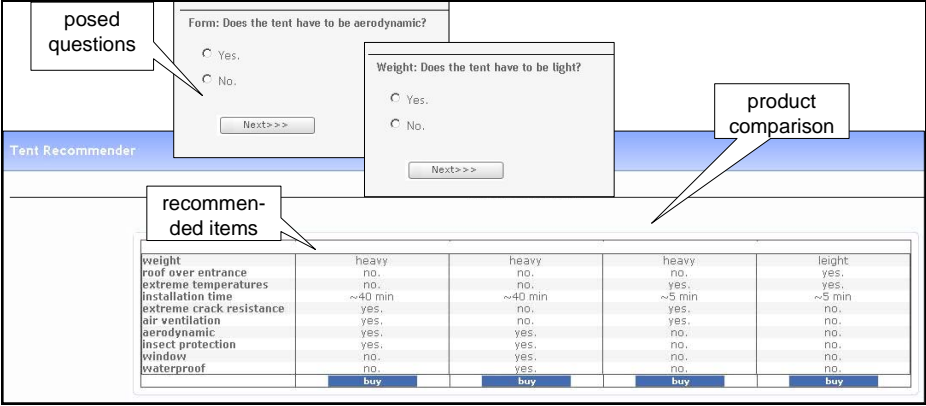 posed
questions
Form: Does the tent have to be aerodynamic?
Yes.
No.
Next>>>
Weight: Does the tent have to be light?
Yes.
No.
Next>>>
product
comparison
Tent Recommender
recommen-
ded items
weight heavy heavy heavy leight
roof over entrance no. no. no. yes.
extreme temperatures no. no. yes. yes.
installation time ~40 min ~40 min ~5 min ~5 min
extreme crack resistance yes. no. yes. no.
air ventilation yes. no. yes. no.
aerodynamic yes. yes. no. no.
insect protection yes. yes. no. no.
window no. yes. no. no.
waterproof no. yes. no. no.
buy buy buy buy